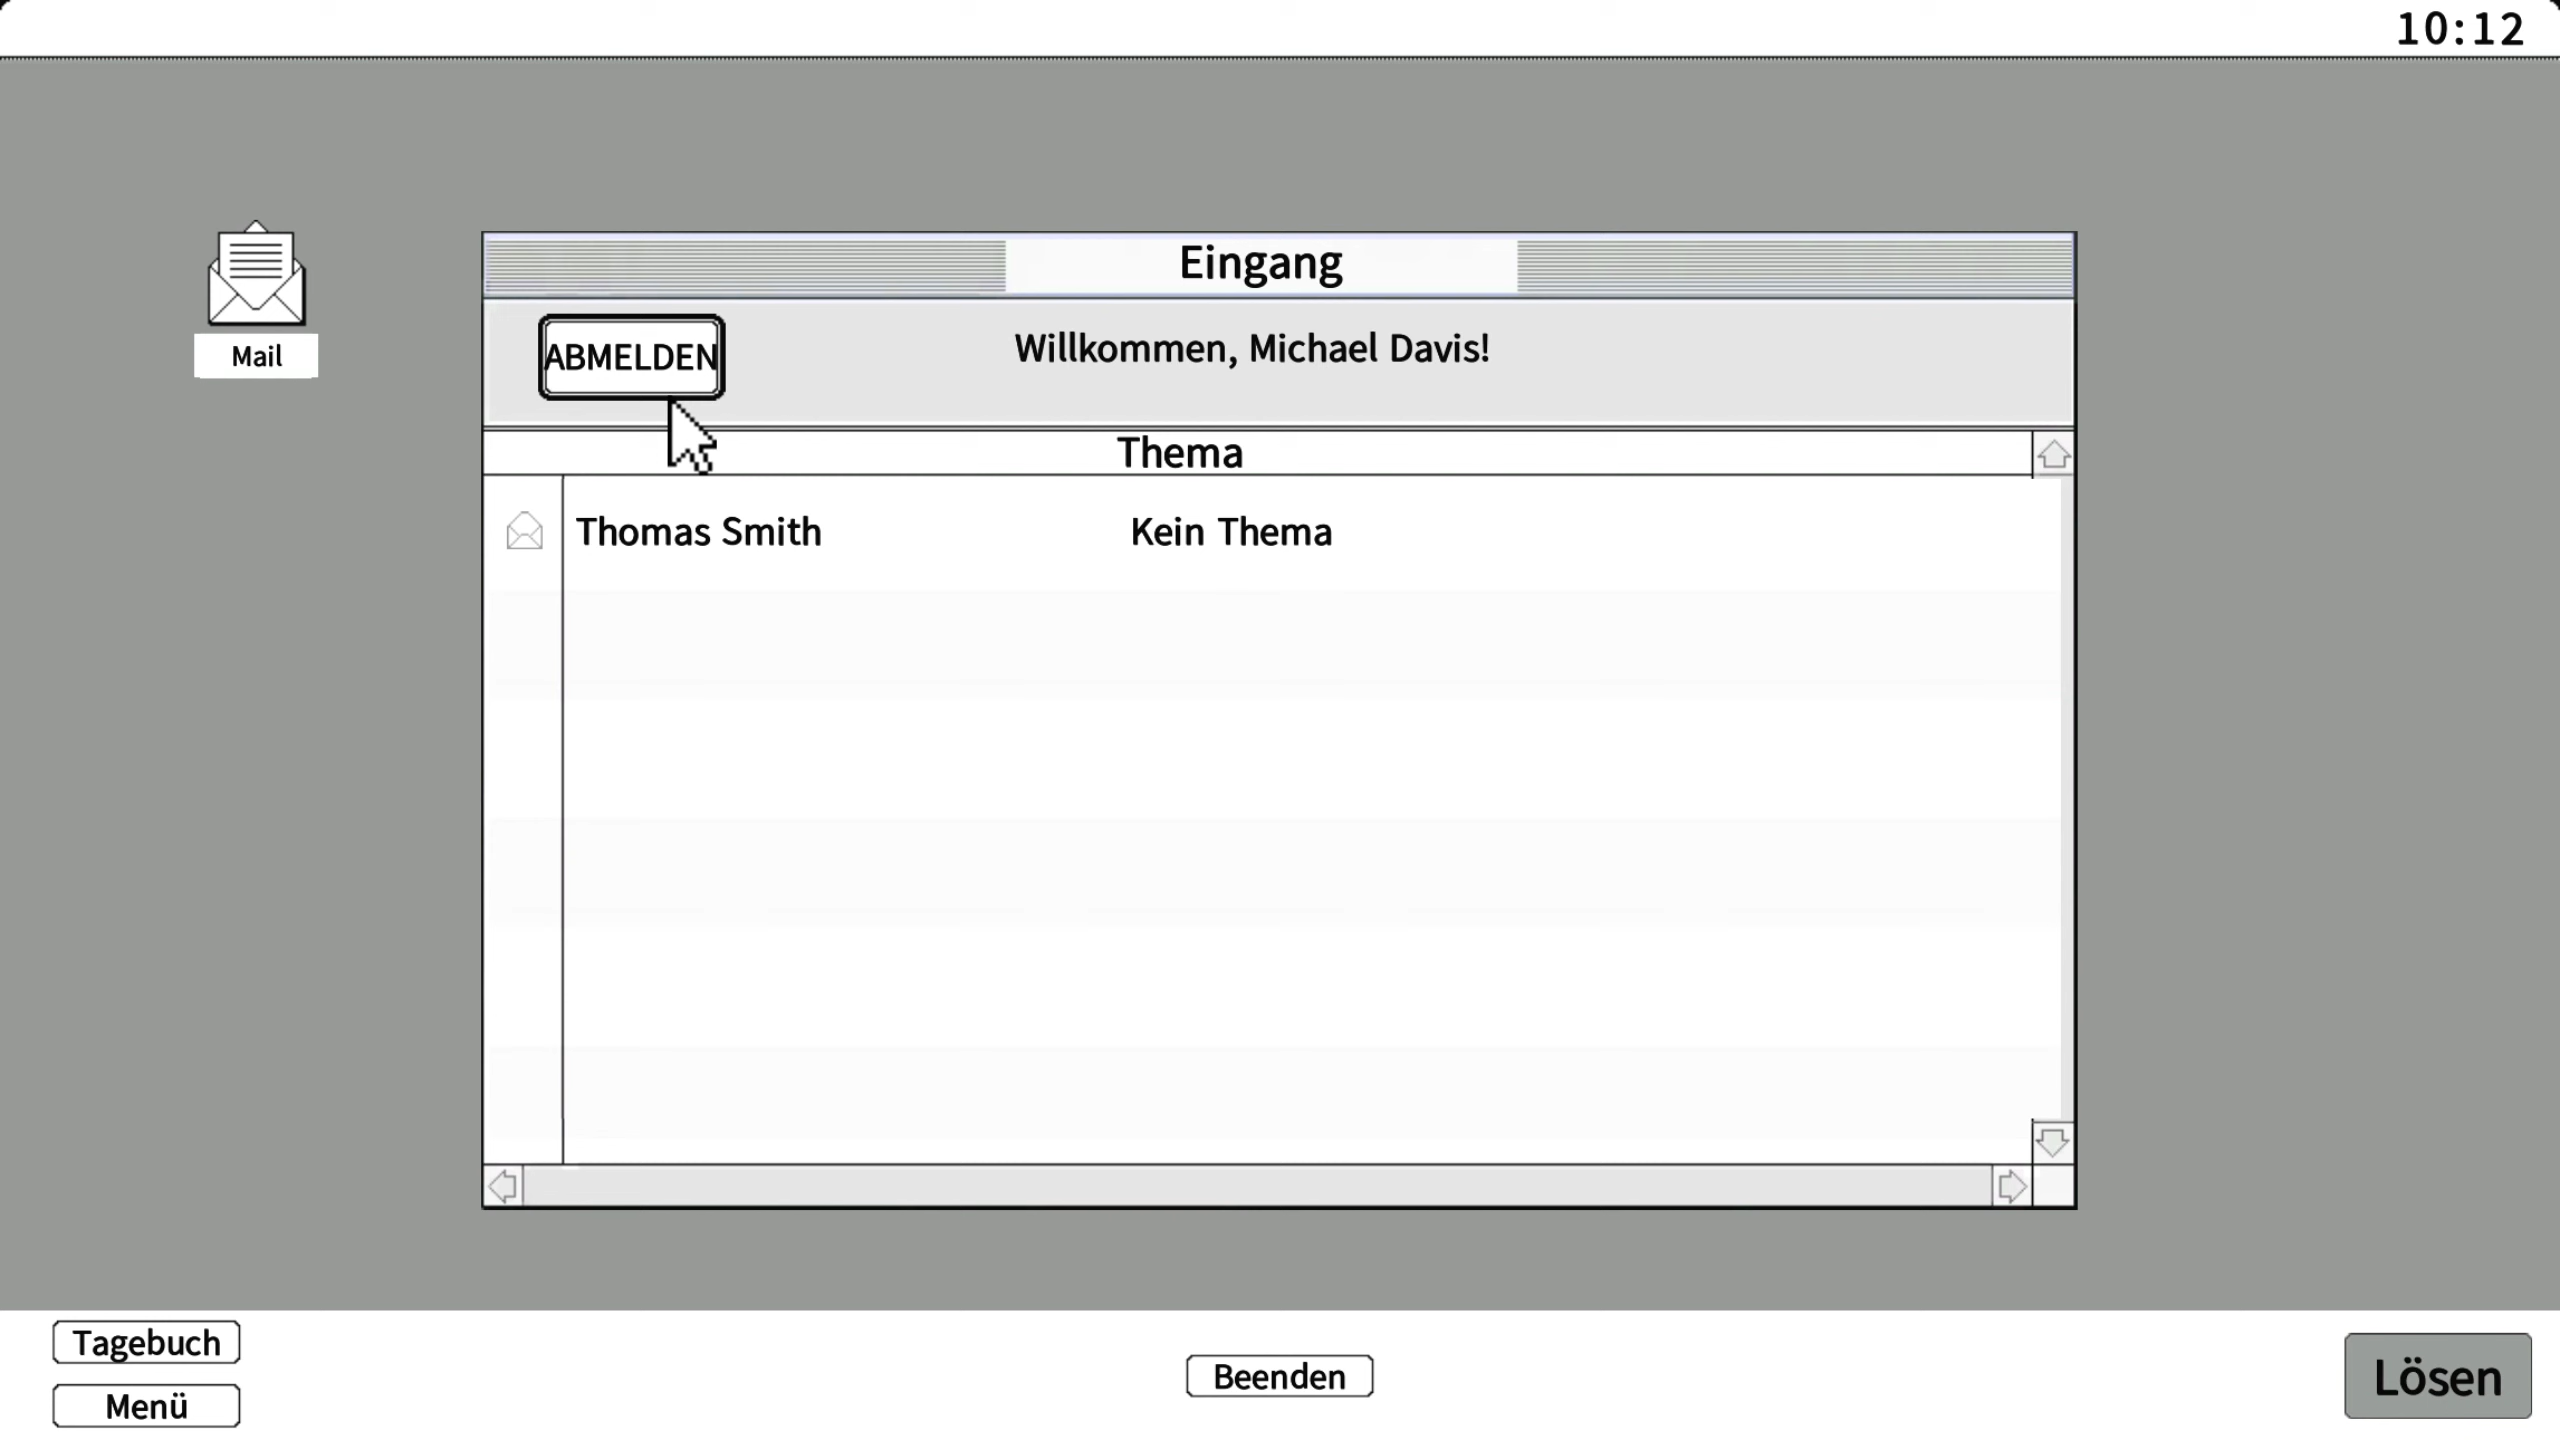 10:12
Mail
Eingang
ABMELDEN
Willkommen, Michael Davis!
Thema
Thomas Smith Kein Thema
Tagebuch
Menü
Beenden
Lösen